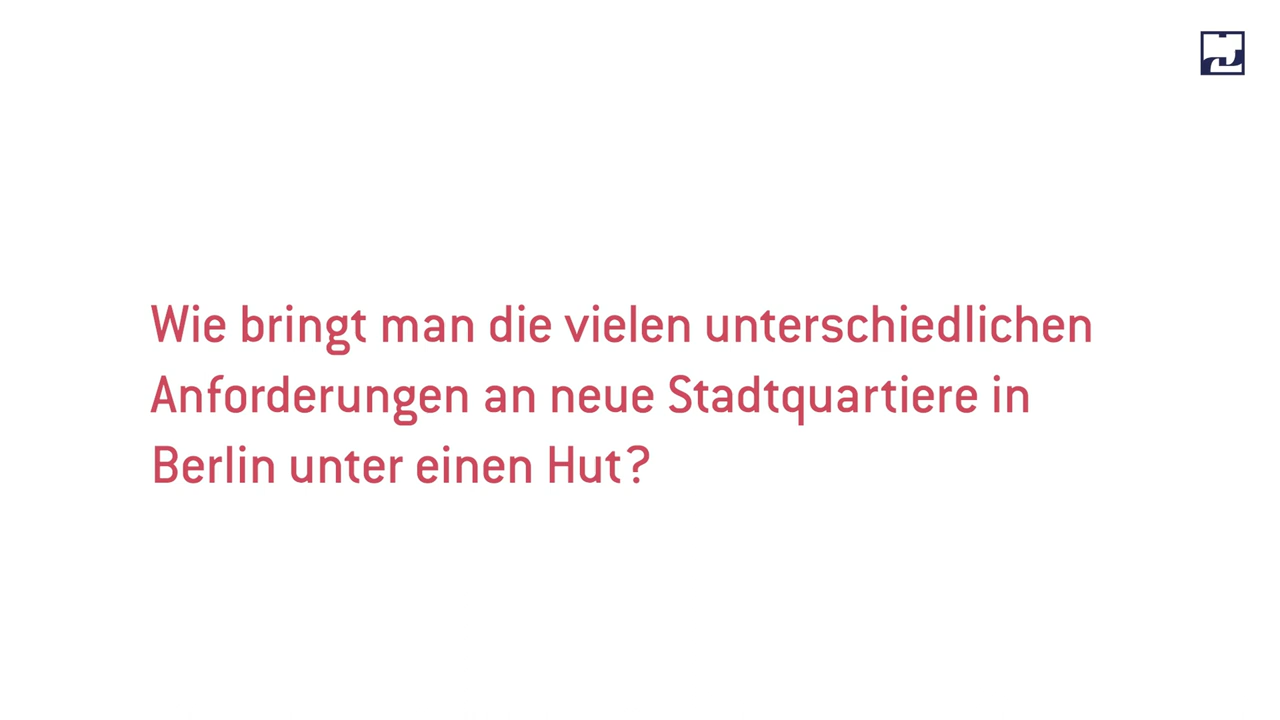 Wie bringt man die vielen unterschiedlichen
Anforderungen an neue Stadtquartiere in
Berlin unter einen Hut?